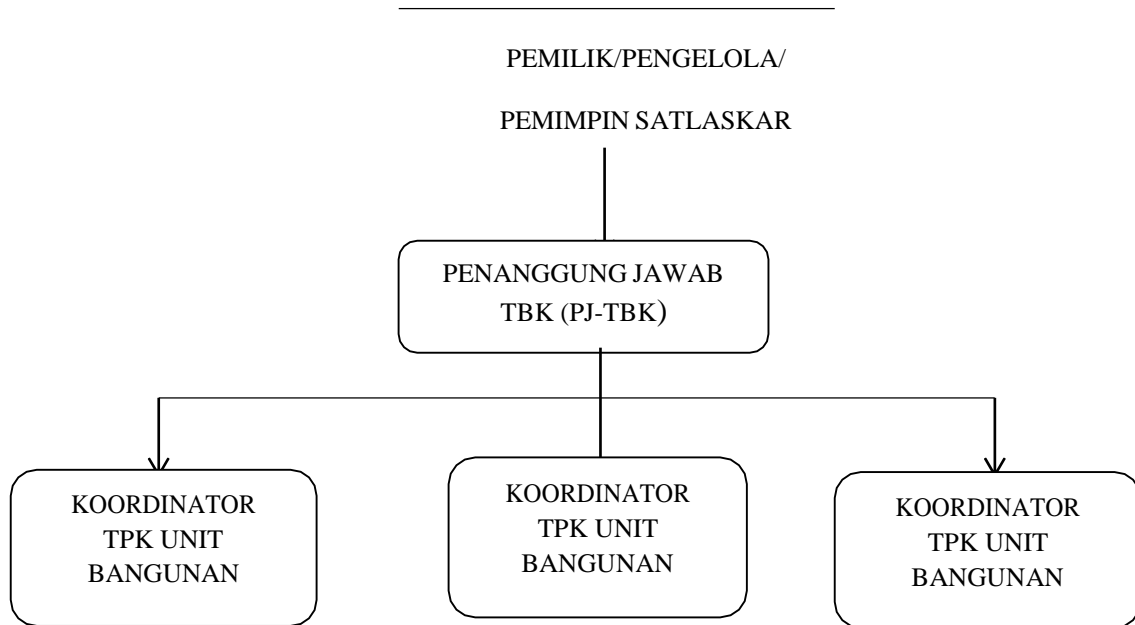 PEMILIK/PENGELOLA/
PEMIMPIN SATLASKAR
PENANGGUNG JAWAB
TBK (PJ-TBK)
KOORDINATOR
TPK UNIT
BANGUNAN
KOORDINATOR
TPK UNIT
BANGUNAN
KOORDINATOR
TPK UNIT
BANGUNAN